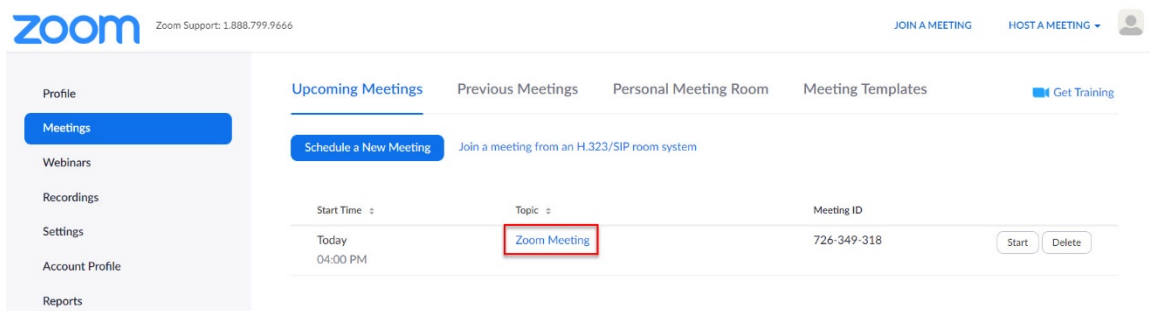 zoom Zoom Support: 1.888.799.9666 JOIN A MEETING HOST A MEETING
Profile
Meetings
Webinars
Recordings
Settings
Account Profile
Reports
Upcoming Meetings Previous Meetings Personal Meeting Room Meeting Templates Get Training
Schedule a New Meeting Join a meeting from an H.323/SIP room system
Start Time Topic Meeting ID
Today Zoom Meeting 726-349-318 Start Delete
04:00 PM